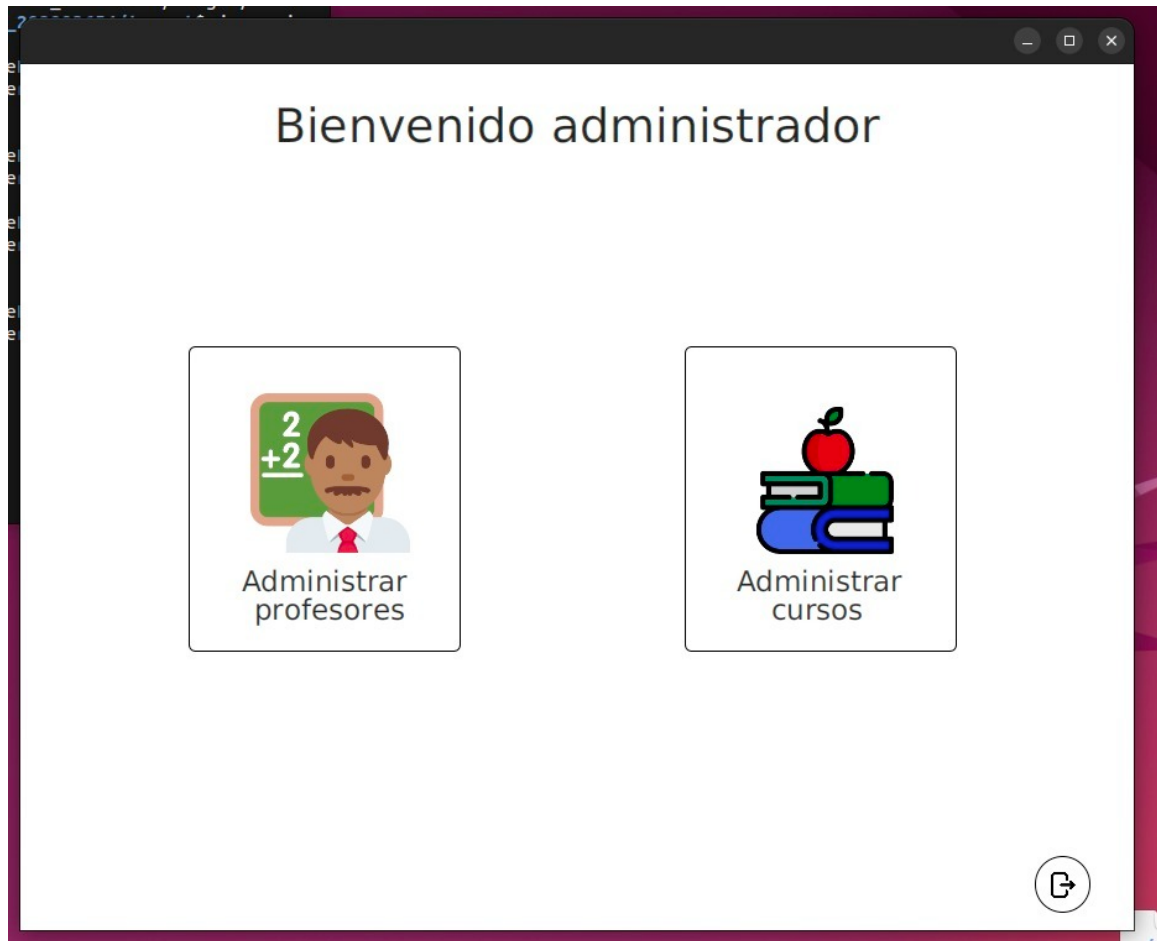 Bienvenido administrador
2
+2
Administrar
profesores
Administrar
cursos